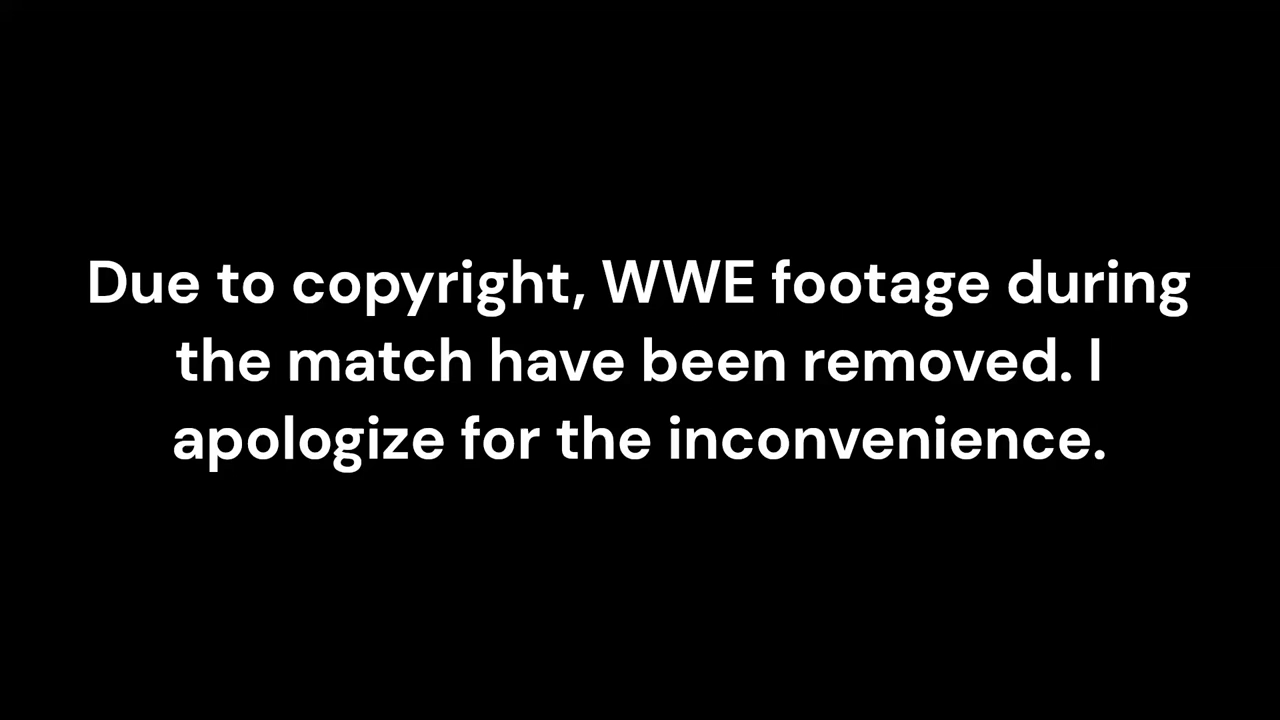 Due to copyright, WWE footage during
the match have been removed. I
apologize for the inconvenience.